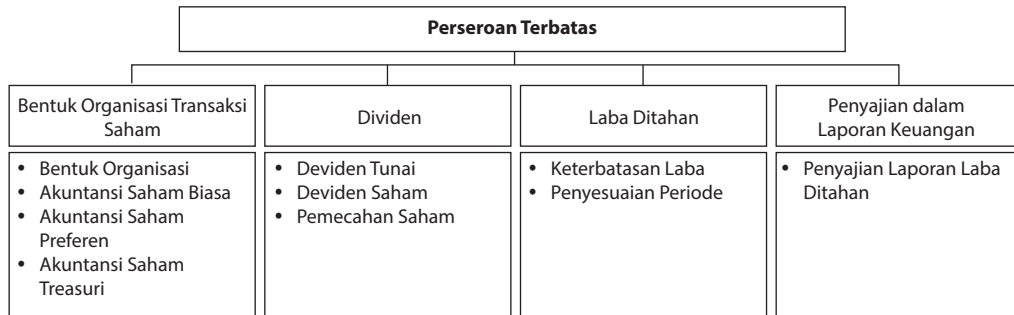 Perseroan Terbatas
Bentuk Organisasi Transaksi
Saham
• Bentuk Organisasi
• Akuntansi Saham Biasa
• Akuntansi Saham
Preferen
• Akuntansi Saham
Treasuri
Dividen
• Deviden Tunai
• Deviden Saham
• Pemecahan Saham
Laba Ditahan
• Keterbatasan Laba
• Penyesuaian Periode
Penyajian dalam
Laporan Keuangan
• Penyajian Laporan Laba
Ditahan